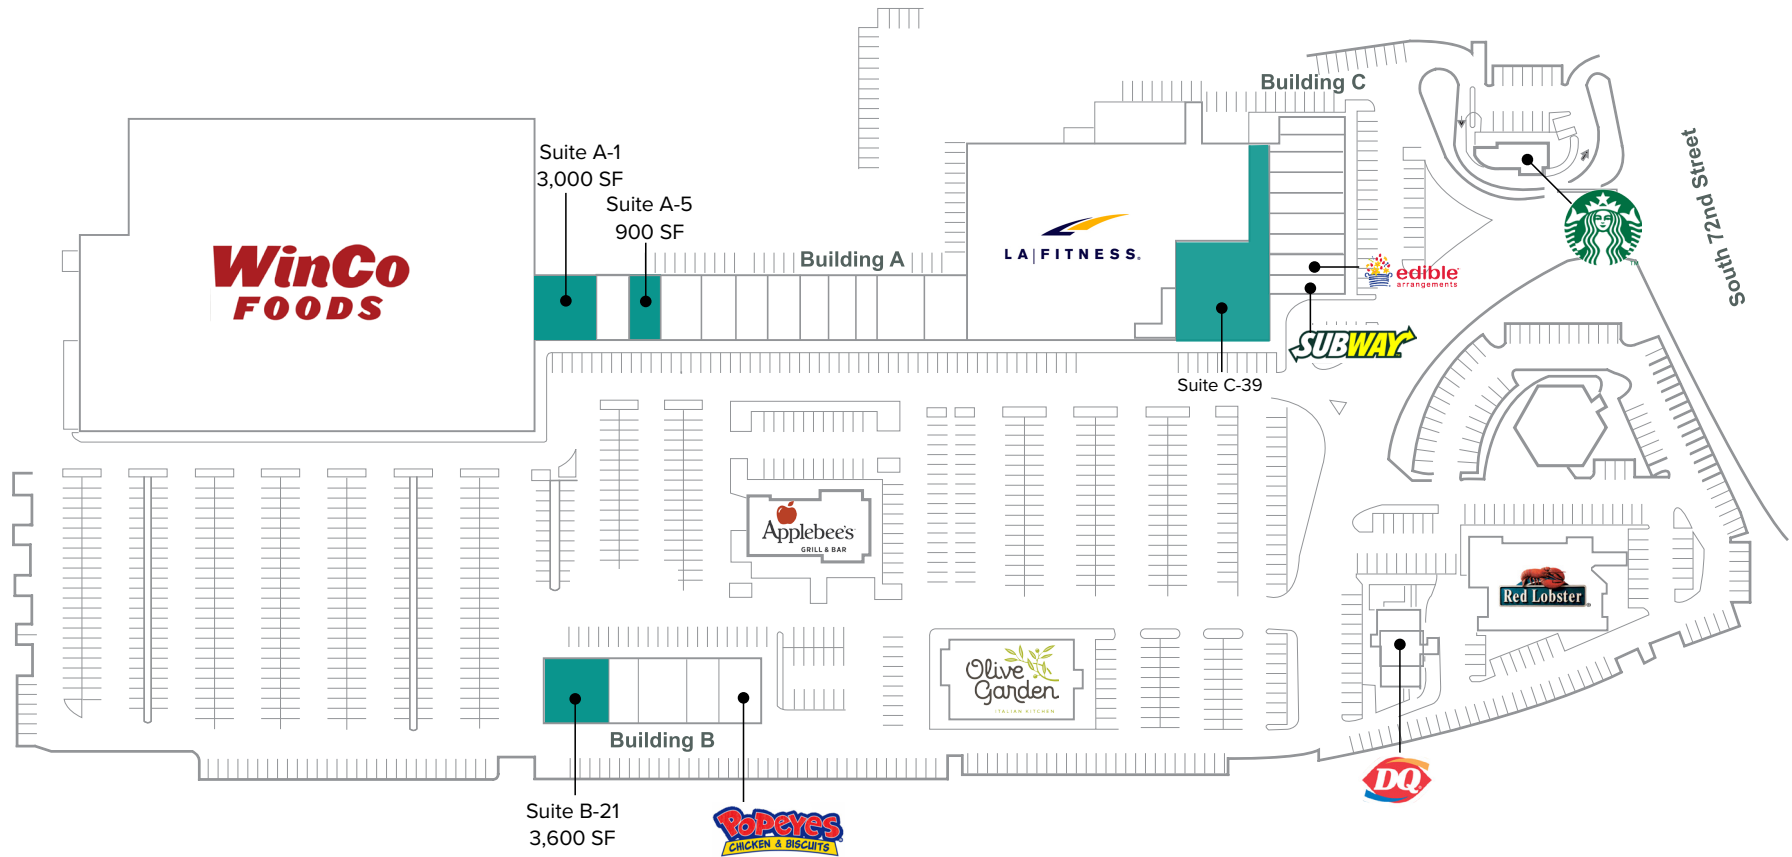 Building C
Suite A-1
3,000 SF
Suite A-5
900 SF
South 72nd Street
TM
WinCo
FOODS
Building A
LA|FITNESS.
edible
arrangements
SUBWAY
Suite C-39
Applebee's
GRILL & BAR
Red Lobster
Olive
Garden
ITALIAN KITCHEN
Building B
DQ
Suite B-21
3,600 SF
POPEYES
CHICKEN & BISCUITS